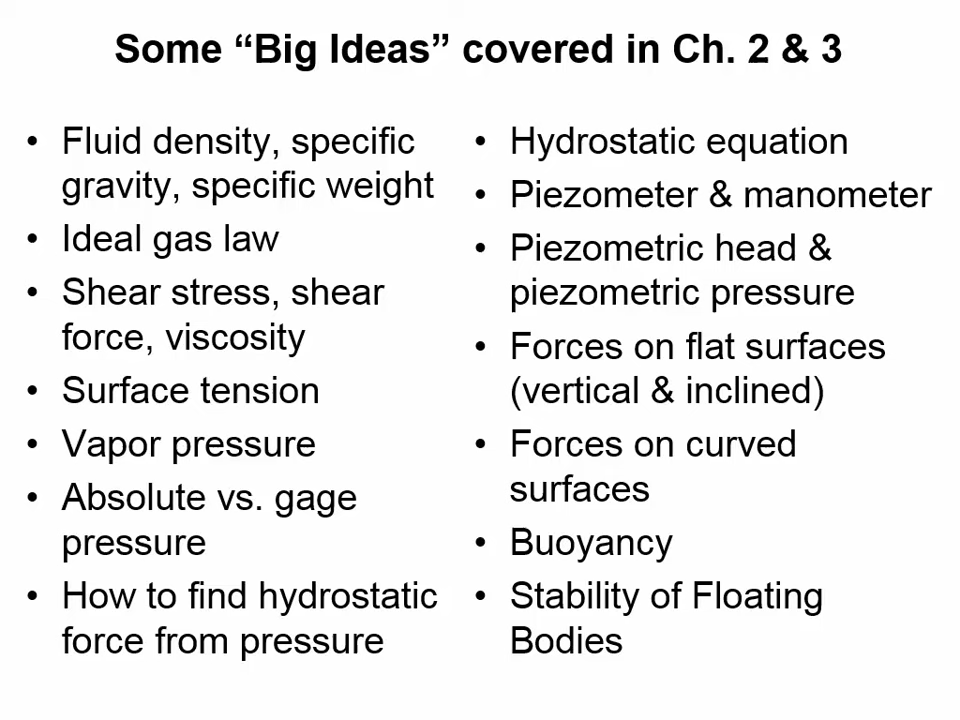 Some “Big Ideas” covered in Ch. 2 & 3
• Fluid density, specific
gravity, specific weight
• Ideal gas law
• Shear stress, shear
force, viscosity
• Surface tension
• Vapor pressure
• Absolute vs. gage
pressure
• How to find hydrostatic
force from pressure
• Hydrostatic equation
• Piezometer & manometer
• Piezometric head &
piezometric pressure
• Forces on flat surfaces
(vertical & inclined)
• Forces on curved
surfaces
• Buoyancy
• Stability of Floating
Bodies